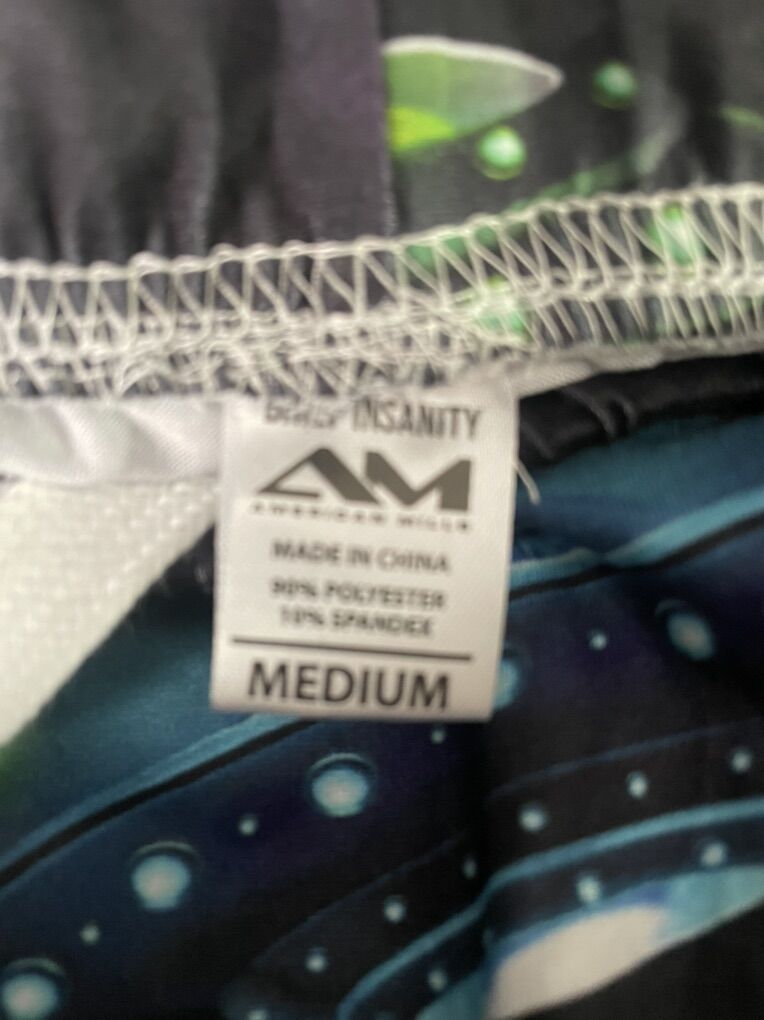 INSANITY
AM
AMERICAN MILLS
MADE IN CHINA
90% POLYESTER
10% SPANDEX
MEDIUM